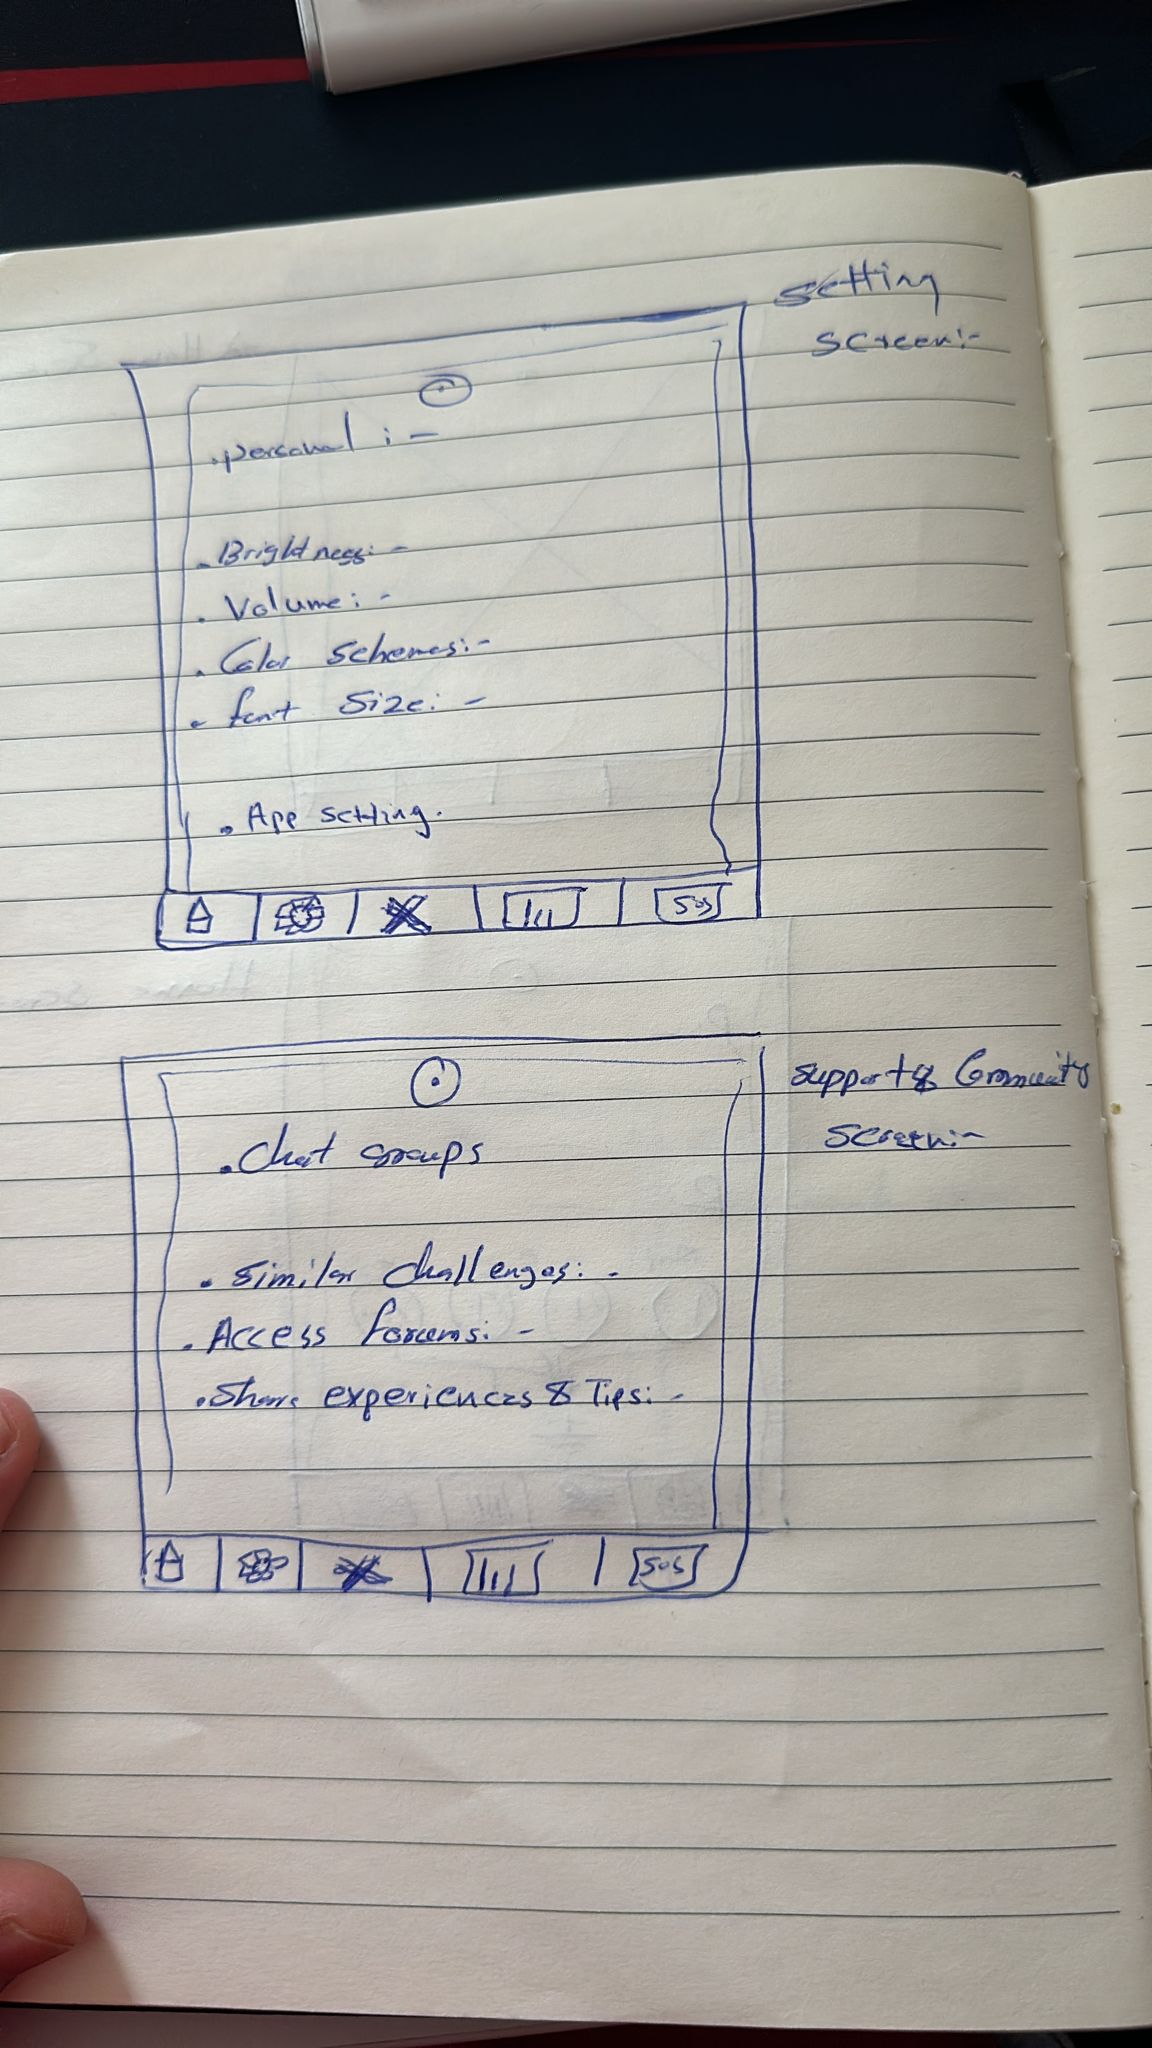 Setting
Screen:-
. personal : -
. Brightness: -
. Volume: -
. Color Schemes: -
. font Size: -
. App setting.
SOS
Support & Community
Screen:-
. Chat Groups
. Similar Challenges: -
. Access forums: -
. Share experiences & Tips: -
SOS